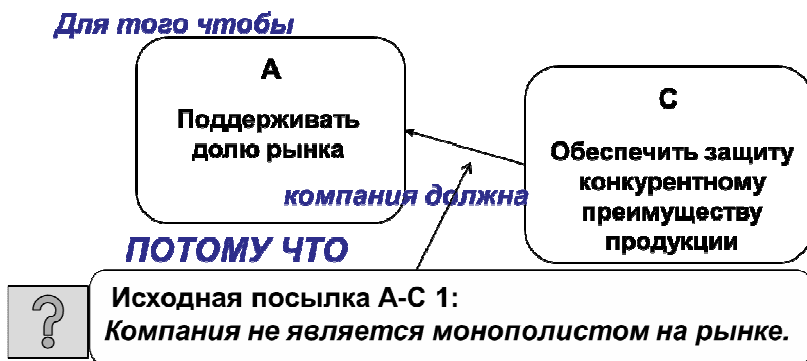 Для того чтобы
А
Поддерживать
долю рынка
компания должна
С
Обеспечить защиту
конкурентному
преимуществу
продукции
ПОТОМУ ЧТО
?
Исходная посылка А-С 1:
Компания не является монополистом на рынке.